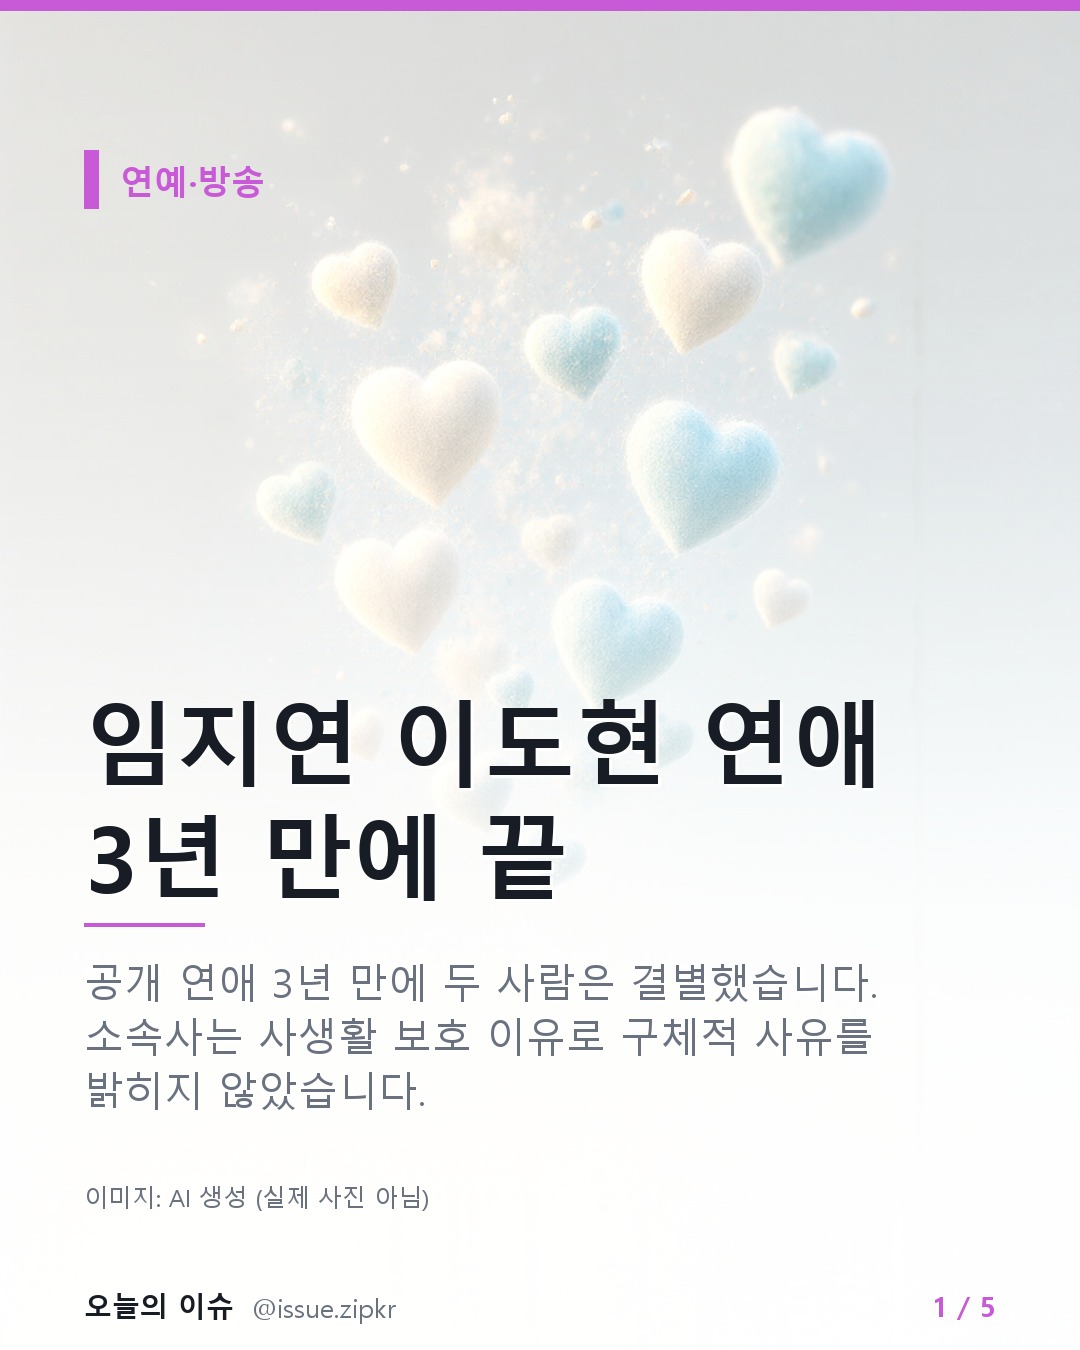 연예·방송
임지연 이도현 연애
3년 만에 끝
공개 연애 3년 만에 두 사람은 결별했습니다.
소속사는 사생활 보호 이유로 구체적 사유를
밝히지 않았습니다.
이미지: AI 생성 (실제 사진 아님)
오늘의 이슈 @issue.zipkr
1 / 5